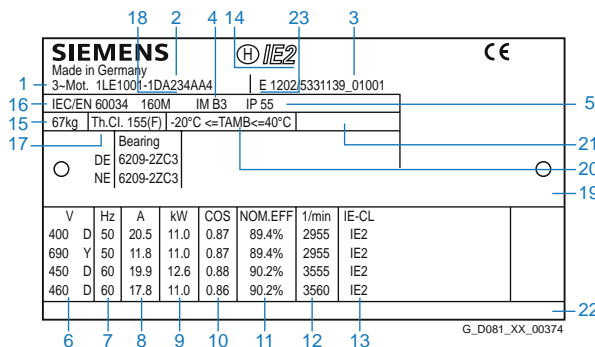 18 2 4 14 23 3
SIEMENS H IE2 CE
Made in Germany
1 3~Mot. 1LE1001-1DA234AA4 E 1202/5331139_01001
16 IEC/EN 60034 160M IM B3 IP 55 5
15 67kg Th.Cl. 155(F) -20°C <=TAMB<=40°C
17 Bearing 21
DE 6209-2ZC3 20
NE 6209-2ZC3
19
V Hz A kW COS NOM.EFF 1/min IE-CL
400 D 50 20.5 11.0 0.87 89.4% 2955 IE2
690 Y 50 11.8 11.0 0.87 89.4% 2955 IE2
450 D 60 19.9 12.6 0.88 90.2% 3555 IE2
460 D 60 17.8 11.0 0.86 90.2% 3560 IE2
22
6 7 8 9 10 11 12 13
G_D081_XX_00374